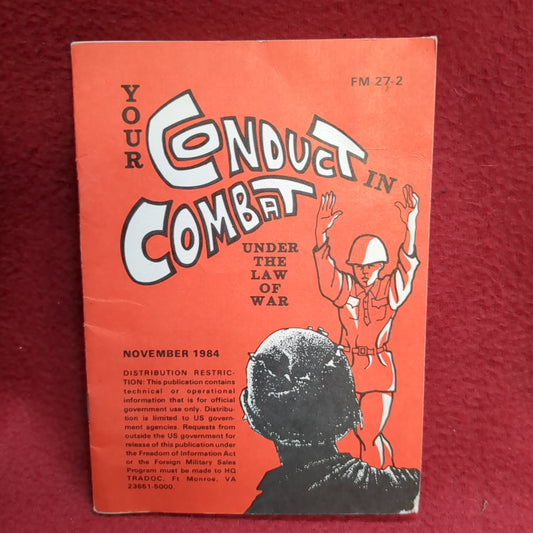 FM 27-2
YOUR
CONDUCT IN
COMBAT
UNDER
THE
LAW
OF
WAR
NOVEMBER 1984
DISTRIBUTION RESTRIC-
TION: This publication contains
technical or operational
information that is for official
government use only. Distribu-
tion is limited to US govern-
ment agencies. Requests from
outside the US government for
release of this publication under
the Freedom of Information Act
or the Foreign Military Sales
Program must be made to HQ
TRADOC, Ft Monroe, VA
23651-5000.